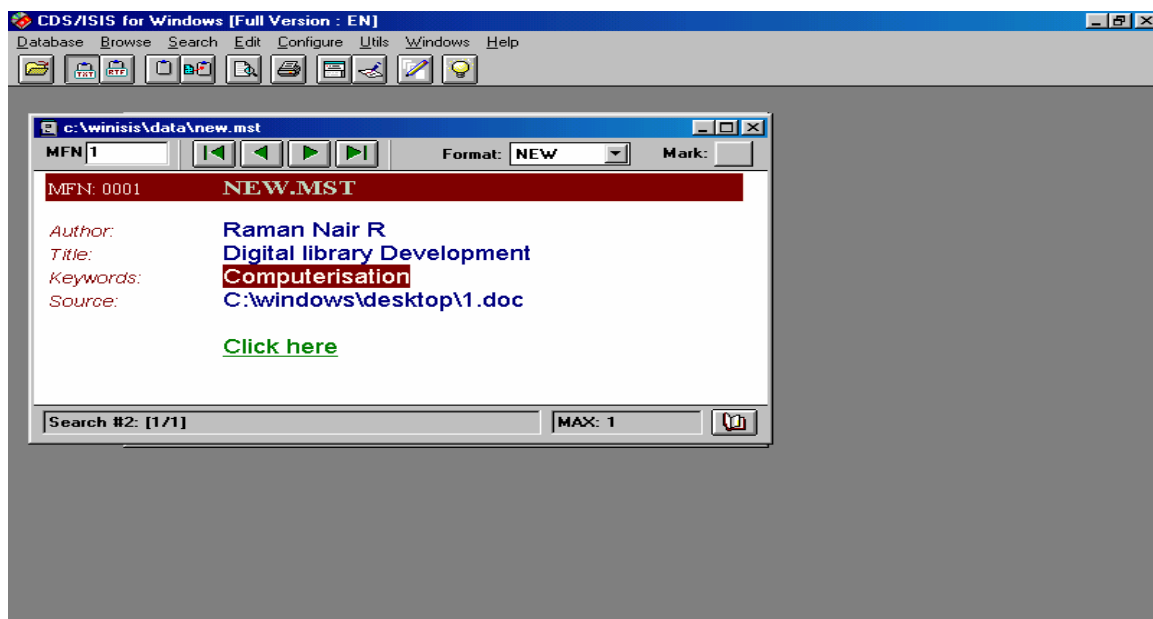 CDS/ISIS for Windows [Full Version : EN]
Database Browse Search Edit Configure Utils Windows Help
TXT RTF
c:\winisis\data\new.mst
MFN 1 Format: NEW Mark:
MFN: 0001 NEW.MST
Author: Raman Nair R
Title: Digital library Development
Keywords: Computerisation
Source: C:\windows\desktop\1.doc
Click here
Search #2: [1/1] MAX: 1